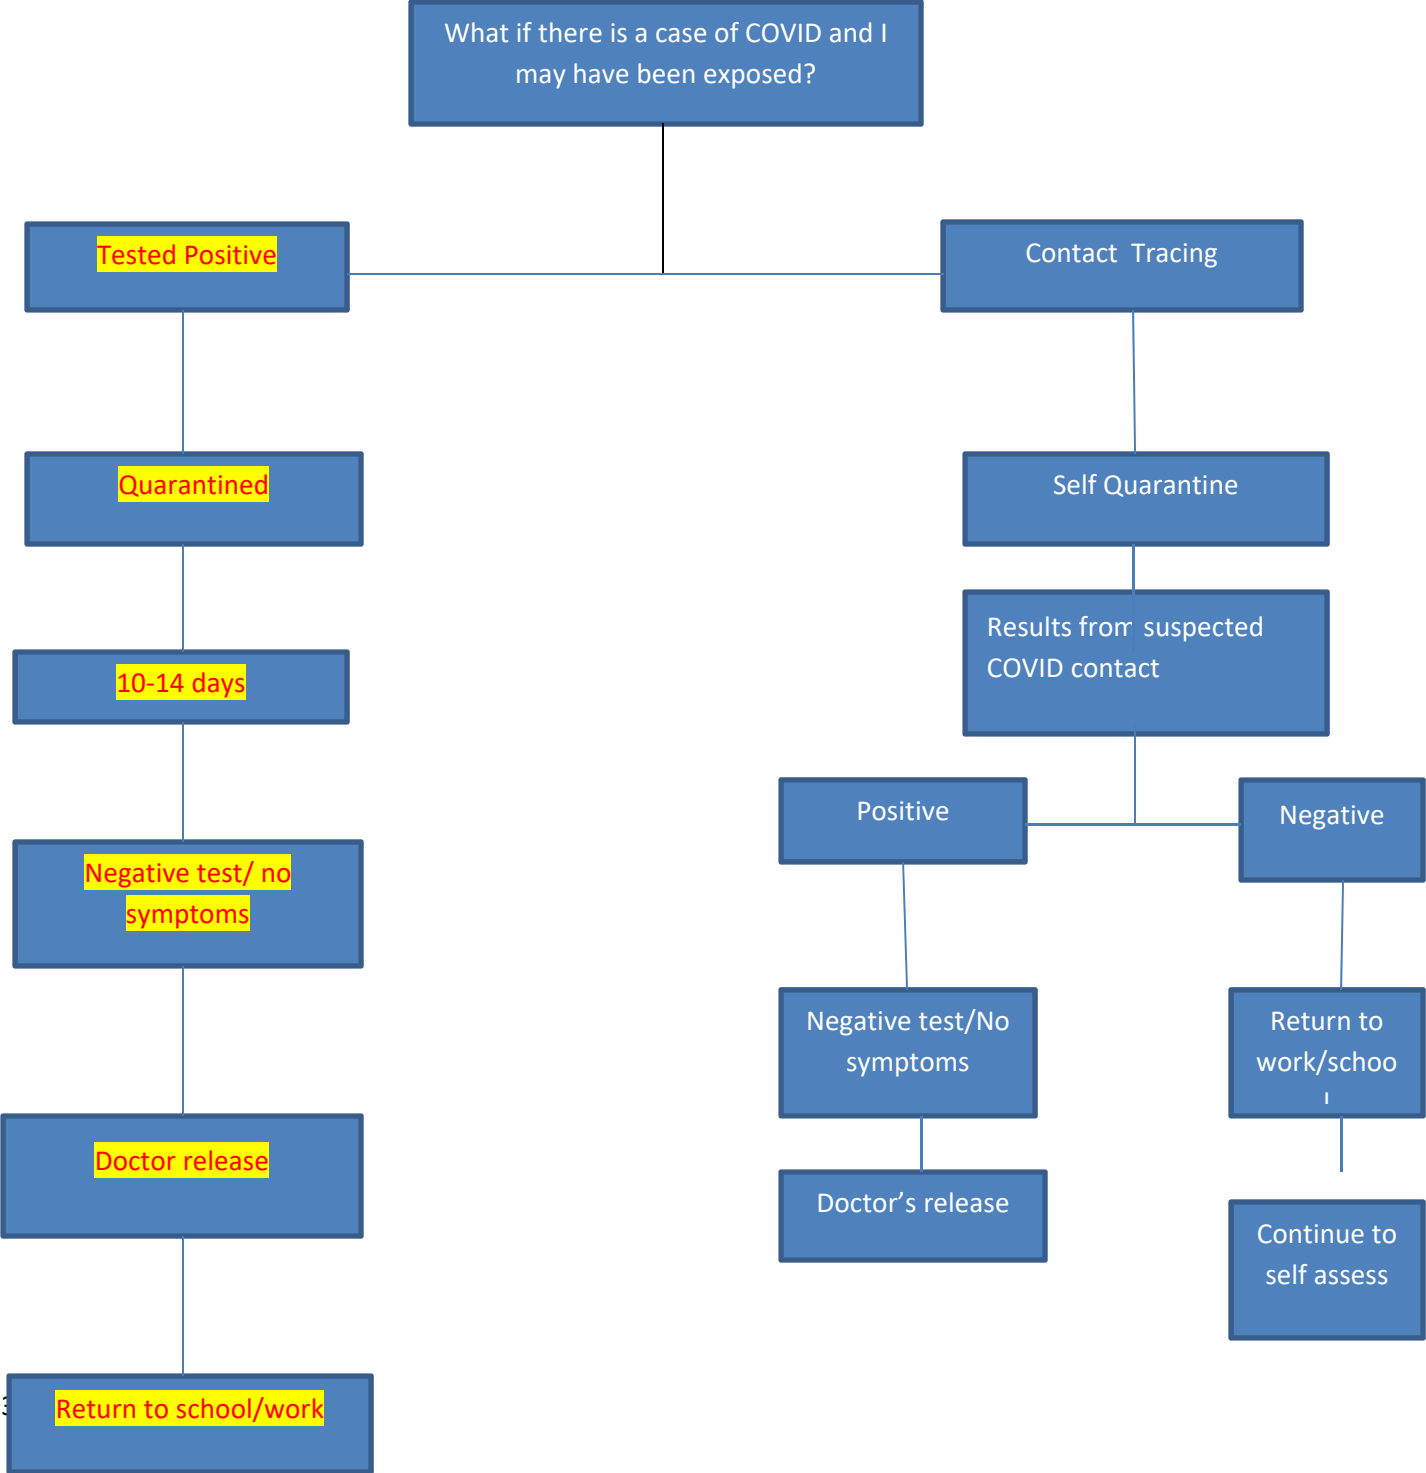 What if there is a case of COVID and I
may have been exposed?
Tested Positive
Contact  Tracing
Quarantined
Self Quarantine
Results from suspected
COVID contact
10-14 days
Positive
Negative
Negative test/ no
symptoms
Negative test/No
symptoms
Return to
work/schoo
l
Doctor release
Doctor’s release
Continue to
self assess
3
Return to school/work